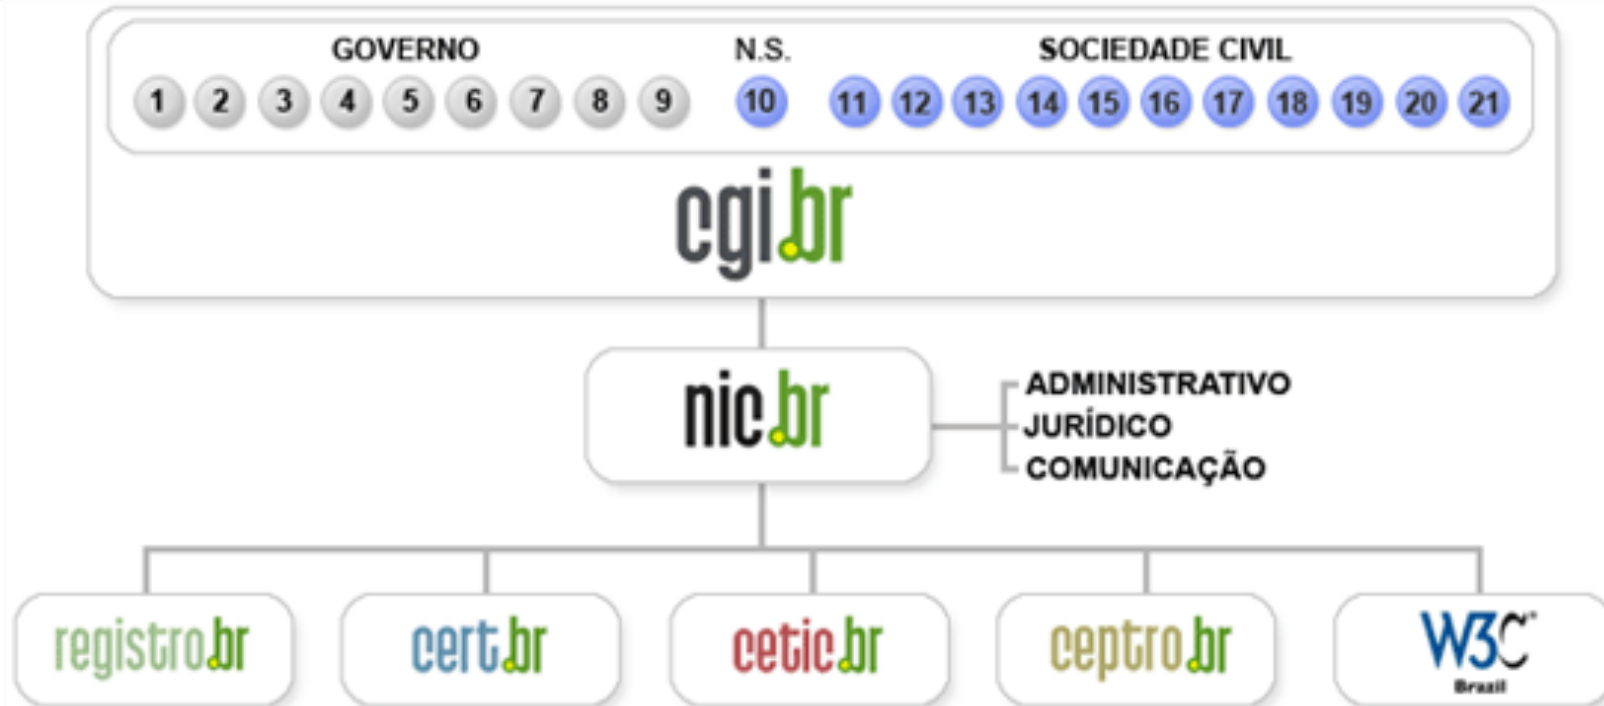 GOVERNO N.S. SOCIEDADE CIVIL
1 2 3 4 5 6 7 8 9 10 11 12 13 14 15 16 17 18 19 20 21
cgi.br
nic.br
ADMINISTRATIVO
JURÍDICO
COMUNICAÇÃO
registro.br cert.br cetic.br ceptro.br W3C
Brazil